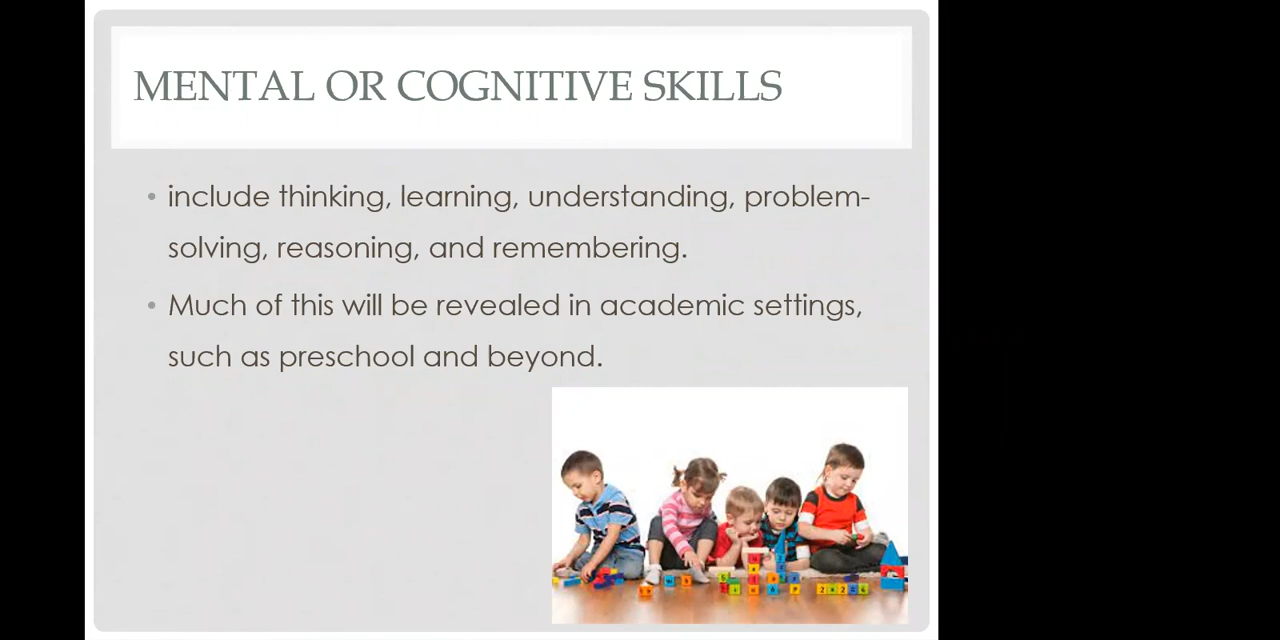 MENTAL OR COGNITIVE SKILLS
• include thinking, learning, understanding, problem-
solving, reasoning, and remembering.
• Much of this will be revealed in academic settings,
such as preschool and beyond.